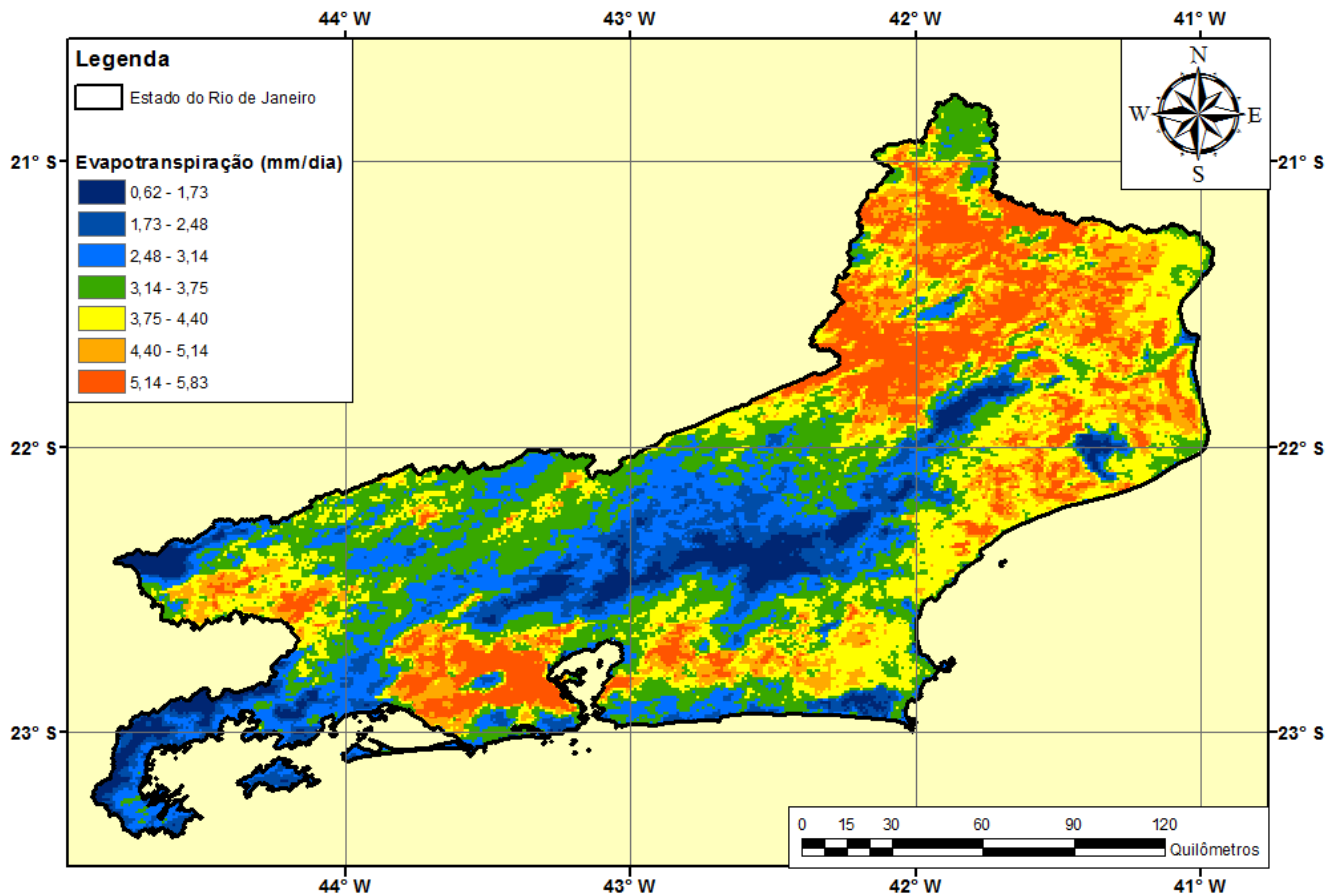 44° W 43° W 42° W 41° W
Legenda
Estado do Rio de Janeiro
Evapotranspiração (mm/dia)
0,62 - 1,73
1,73 - 2,48
2,48 - 3,14
3,14 - 3,75
3,75 - 4,40
4,40 - 5,14
5,14 - 5,83
N
W E
S
21° S 21° S
22° S 22° S
23° S 23° S
0 15 30 60 90 120
Quilômetros
44° W 43° W 42° W 41° W